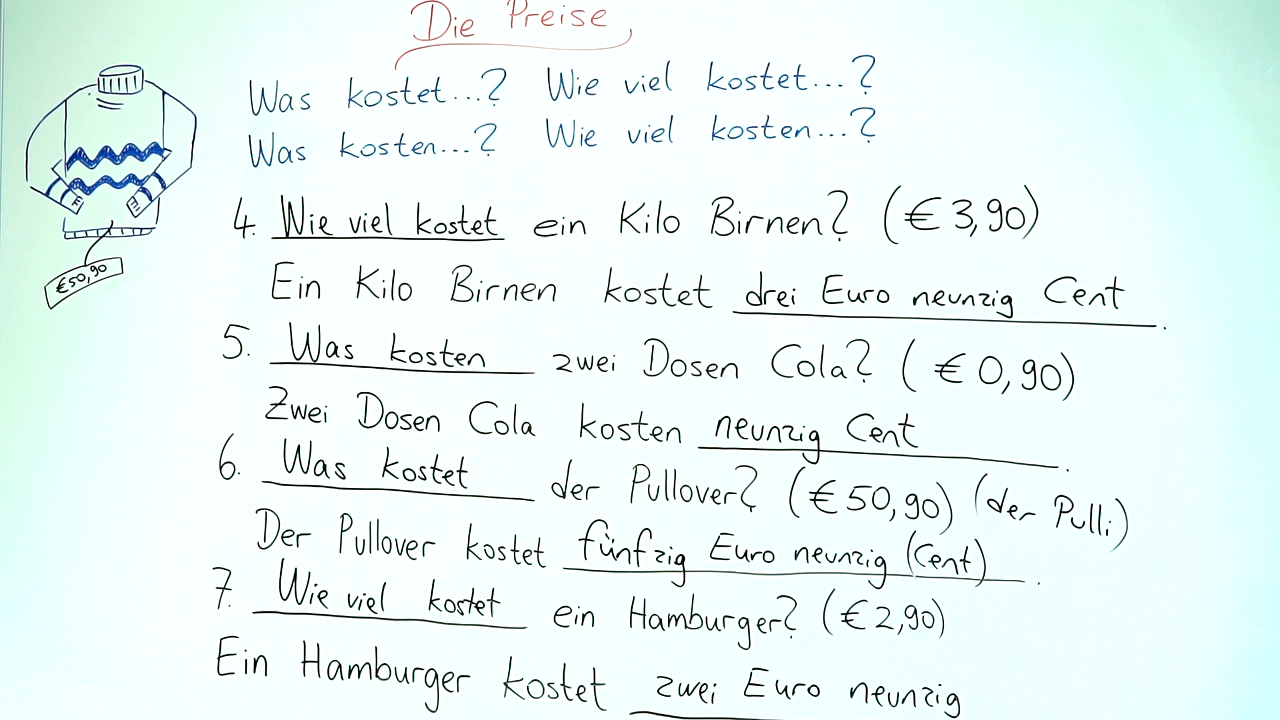 Die Preise
Was kostet...? Wie viel kostet...?
Was kosten...? Wie viel kosten...?
€50,90
4. Wie viel kostet ein Kilo Birnen? (€ 3,90)
Ein Kilo Birnen kostet drei Euro neunzig Cent.
5. Was kosten zwei Dosen Cola? (€ 0,90)
Zwei Dosen Cola kosten neunzig Cent.
6. Was kostet der Pullover? (€ 50,90) (der Pulli)
Der Pullover kostet fünfzig Euro neunzig (Cent).
7. Wie viel kostet ein Hamburger? (€ 2,90)
Ein Hamburger kostet zwei Euro neunzig